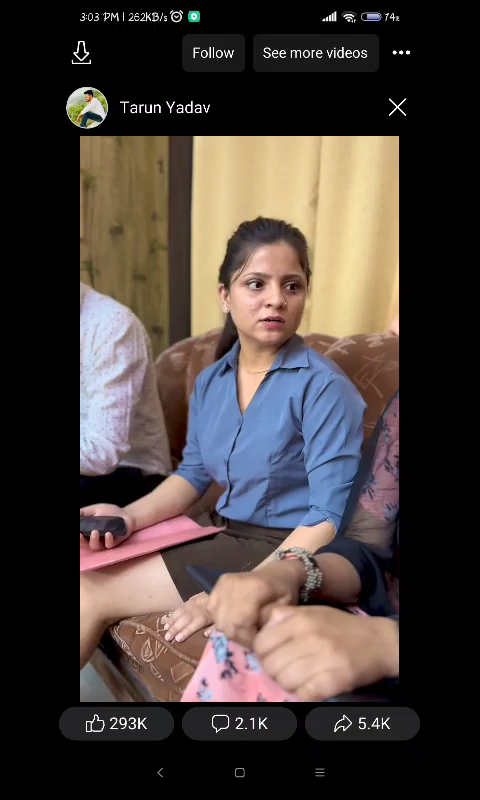 3:03 PM | 262KB/s 74%
Follow See more videos
Tarun Yadav
293K 2.1K 5.4K